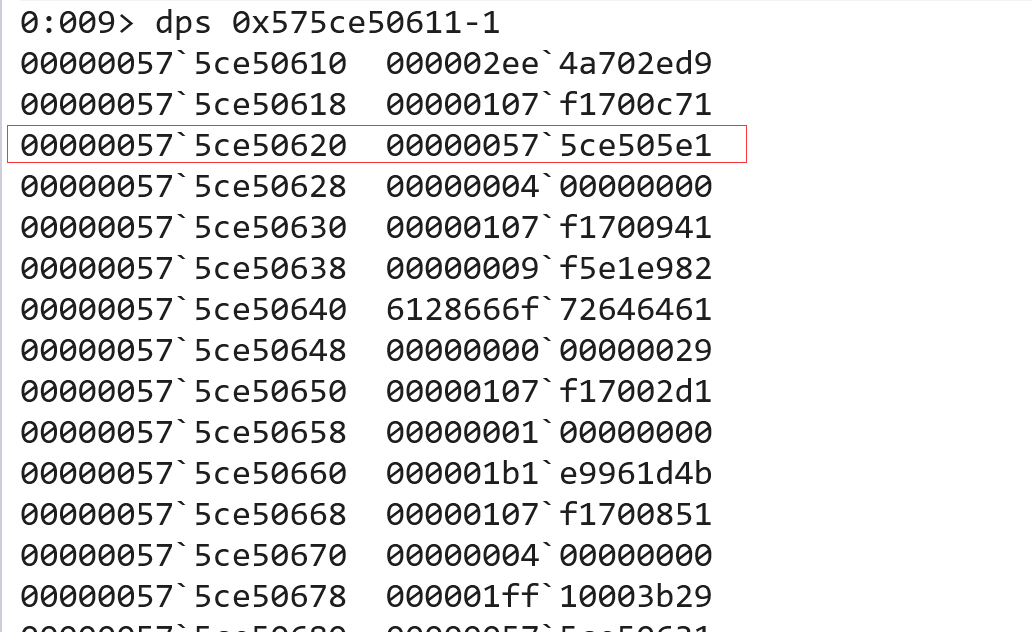 0:009> dps 0x575ce50611-1
00000057`5ce50610  000002ee`4a702ed9
00000057`5ce50618  00000107`f1700c71
00000057`5ce50620  00000057`5ce505e1
00000057`5ce50628  00000004`00000000
00000057`5ce50630  00000107`f1700941
00000057`5ce50638  00000009`f5e1e982
00000057`5ce50640  6128666f`72646461
00000057`5ce50648  00000000`00000029
00000057`5ce50650  00000107`f17002d1
00000057`5ce50658  00000001`00000000
00000057`5ce50660  000001b1`e9961d4b
00000057`5ce50668  00000107`f1700851
00000057`5ce50670  00000004`00000000
00000057`5ce50678  000001ff`10003b29